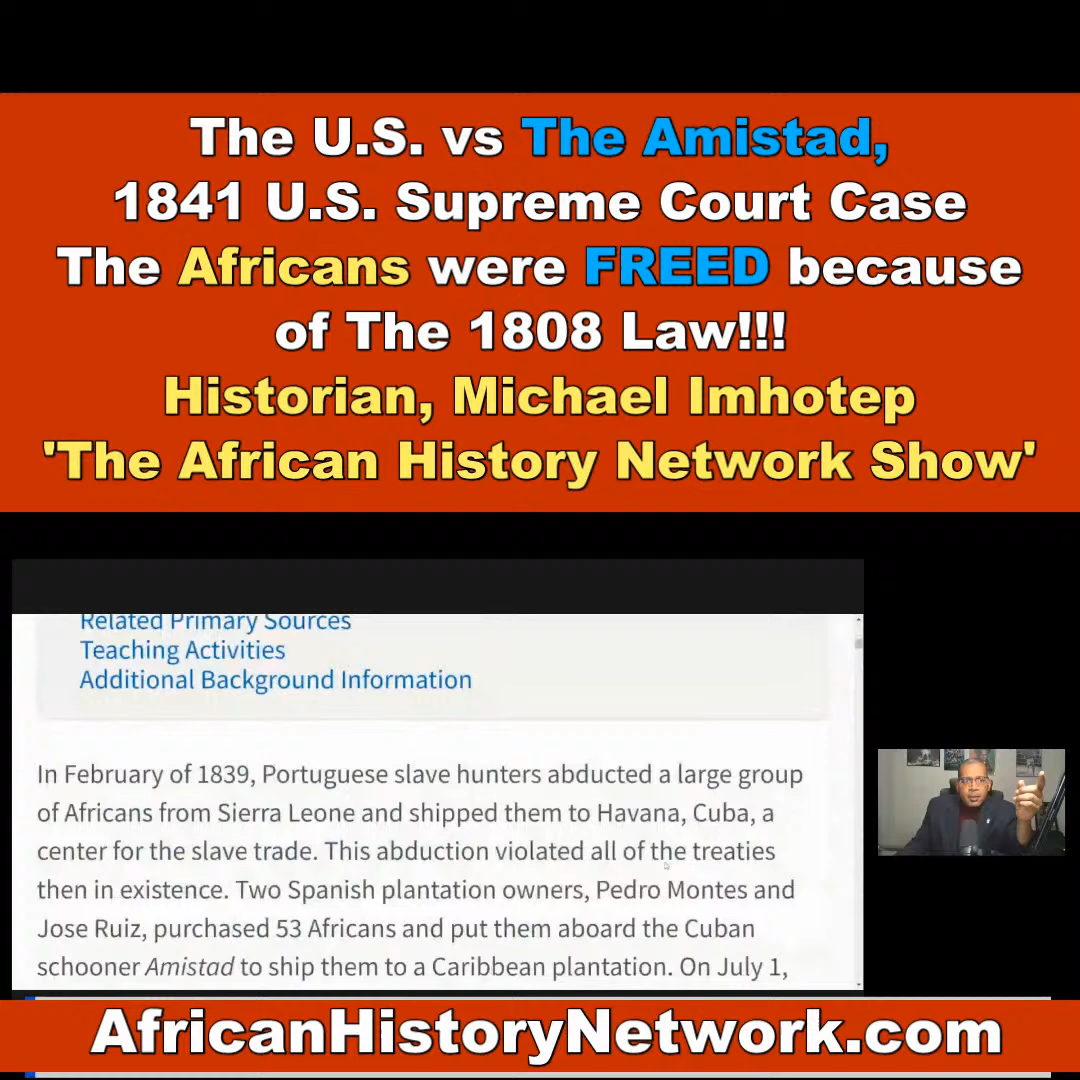 The U.S. vs The Amistad,
1841 U.S. Supreme Court Case
The Africans were FREED because
of The 1808 Law!!!
Historian, Michael Imhotep
'The African History Network Show'
Related Primary Sources
Teaching Activities
Additional Background Information
In February of 1839, Portuguese slave hunters abducted a large group
of Africans from Sierra Leone and shipped them to Havana, Cuba, a
center for the slave trade. This abduction violated all of the treaties
then in existence. Two Spanish plantation owners, Pedro Montes and
Jose Ruiz, purchased 53 Africans and put them aboard the Cuban
schooner Amistad to ship them to a Caribbean plantation. On July 1,
AfricanHistoryNetwork.com